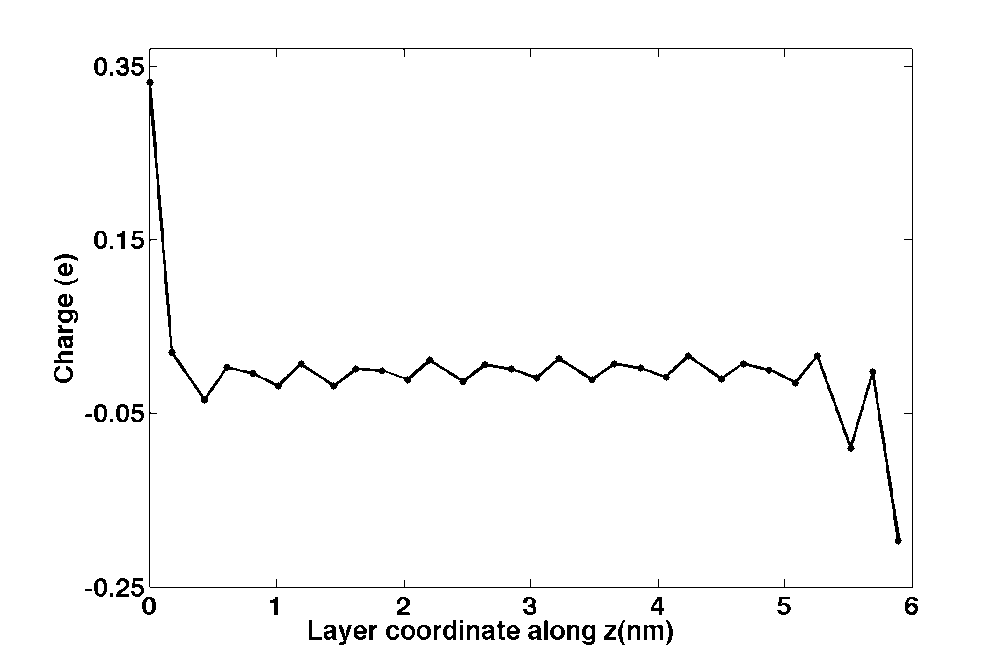 0.35
0.15
-0.05
-0.25
Charge (e)
0 1 2 3 4 5 6
Layer coordinate along z(nm)